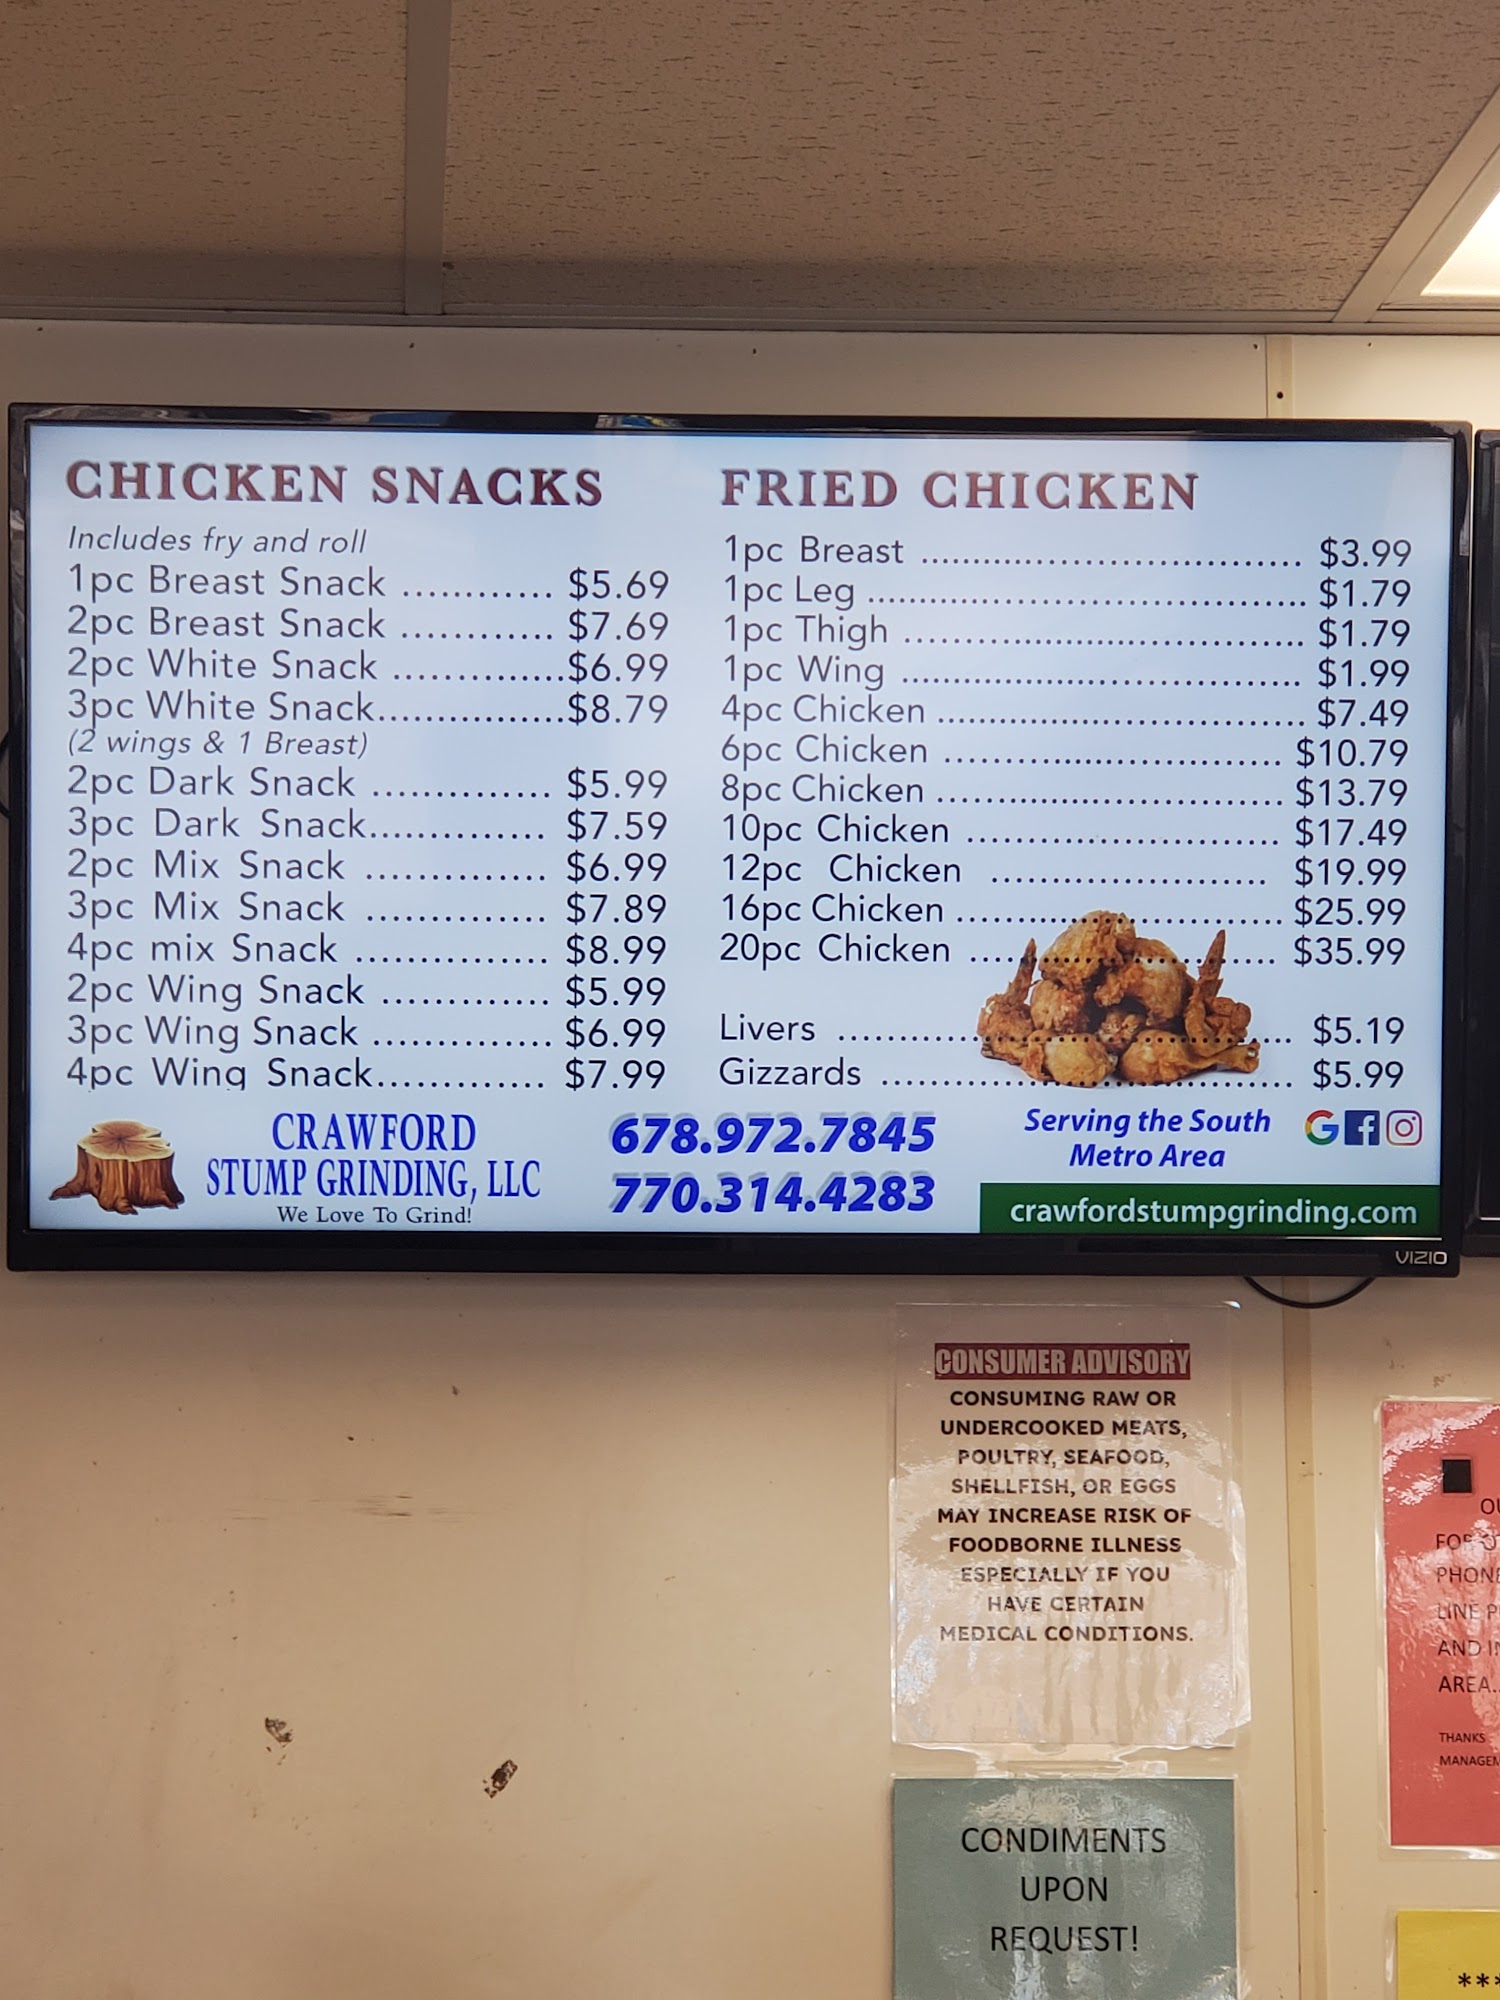 CHICKEN SNACKS
Includes fry and roll
1pc Breast Snack ............ $5.69
2pc Breast Snack ............ $7.69
2pc White Snack ..............$6.99
3pc White Snack...............$8.79
(2 wings & 1 Breast)
2pc Dark Snack .............. $5.99
3pc Dark Snack.............. $7.59
2pc Mix Snack .............. $6.99
3pc Mix Snack .............. $7.89
4pc mix Snack ............... $8.99
2pc Wing Snack ............. $5.99
3pc Wing Snack .............. $6.99
4pc Wing Snack............. $7.99
FRIED CHICKEN
1pc Breast ................................ $3.99
1pc Leg ..................................... $1.79
1pc Thigh ................................. $1.79
1pc Wing .................................. $1.99
4pc Chicken ............................... $7.49
6pc Chicken ............................ $10.79
8pc Chicken ............................. $13.79
10pc Chicken .......................... $17.49
12pc Chicken ....................... $19.99
16pc Chicken ........................... $25.99
20pc Chicken .......................... $35.99
Livers ...................................... $5.19
Gizzards ................................... $5.99
CRAWFORD
STUMP GRINDING, LLC
We Love To Grind!
678.972.7845
770.314.4283
Serving the South
Metro Area
crawfordstumpgrinding.com
VIZIO
CONSUMER ADVISORY
CONSUMING RAW OR
UNDERCOOKED MEATS,
POULTRY, SEAFOOD,
SHELLFISH, OR EGGS
MAY INCREASE RISK OF
FOODBORNE ILLNESS
ESPECIALLY IF YOU
HAVE CERTAIN
MEDICAL CONDITIONS.
CONDIMENTS
UPON
REQUEST!
LINE
AND
AREA..
THANKS
***